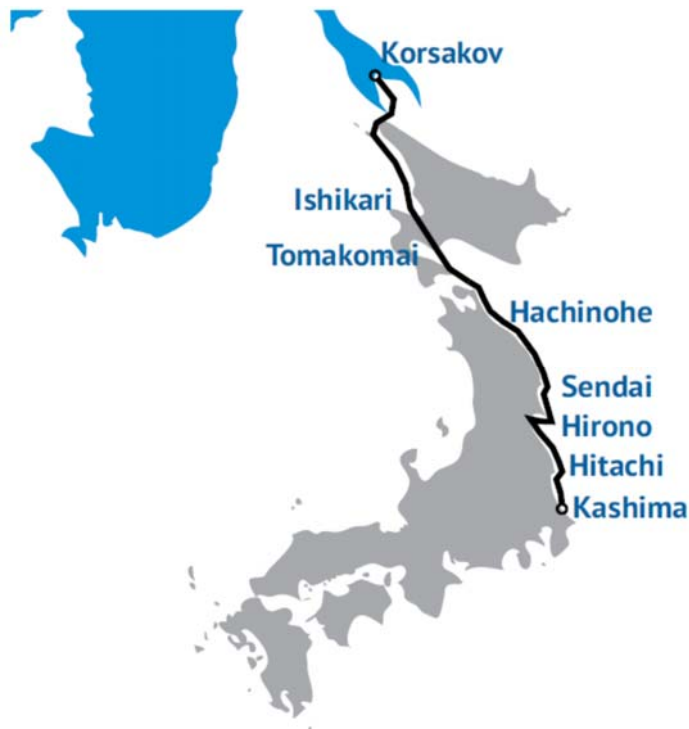 Korsakov
Ishikari
Tomakomai
Hachinohe
Sendai
Hirono
Hitachi
Kashima